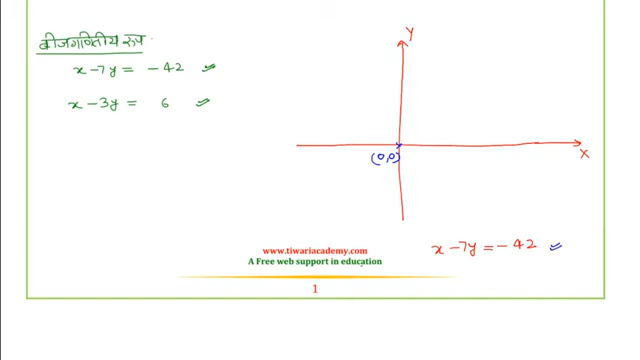 बीजगणितीय रूप
x - 7y = - 42
x - 3y = 6
Y
X
(0,0)
x - 7y = - 42
www.tiwariacademy.com
A Free web support in education
1